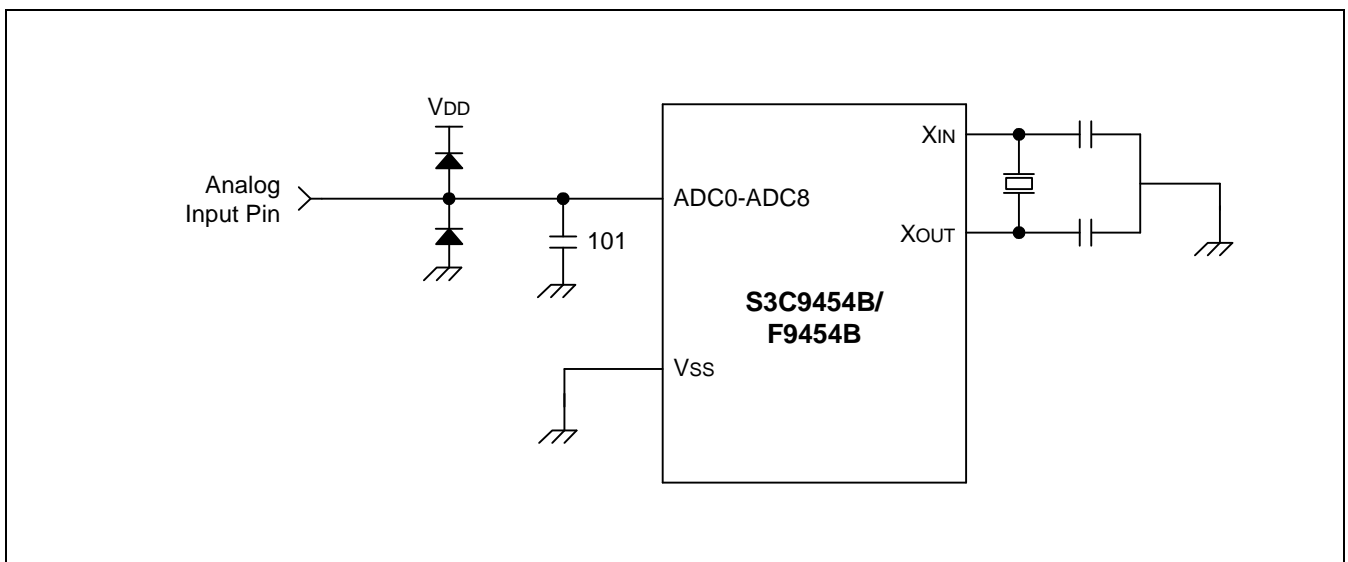 VDD
Analog
Input Pin
ADC0-ADC8
101
XIN
XOUT
S3C9454B/
F9454B
VSS